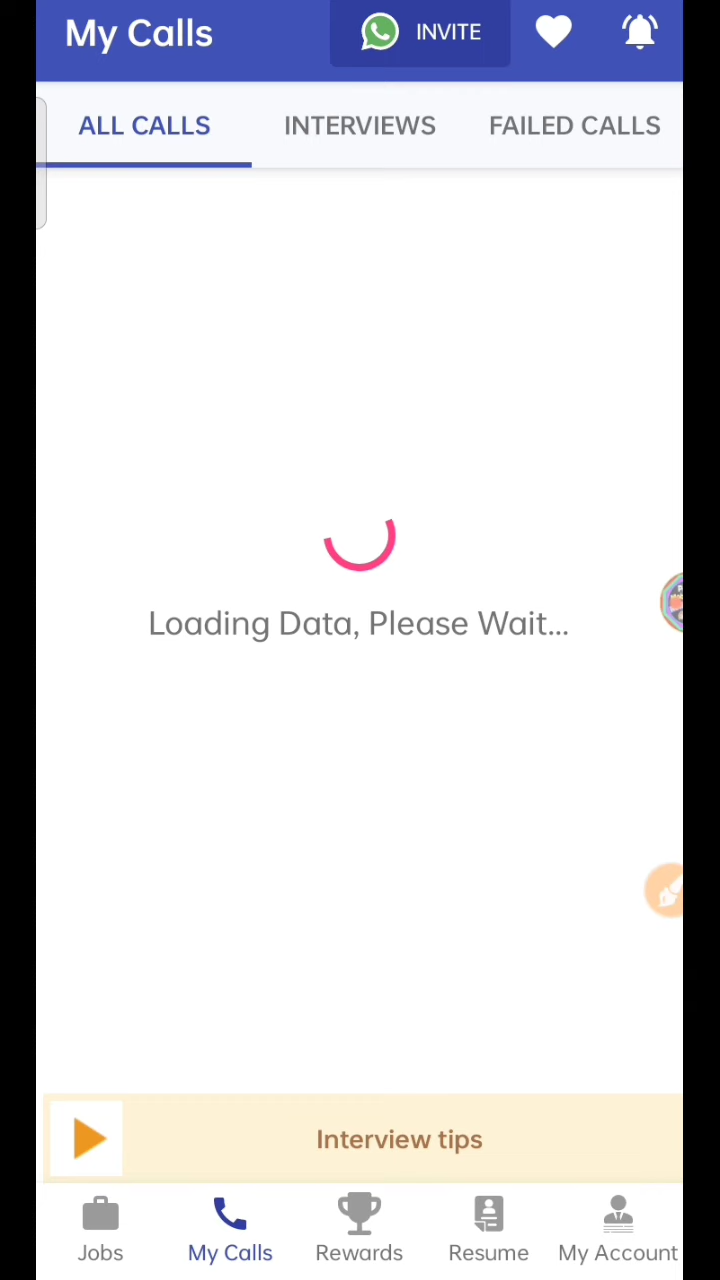 My Calls
INVITE
ALL CALLS
INTERVIEWS
FAILED CALLS
Loading Data, Please Wait...
Interview tips
Jobs
My Calls
Rewards
Resume
My Account